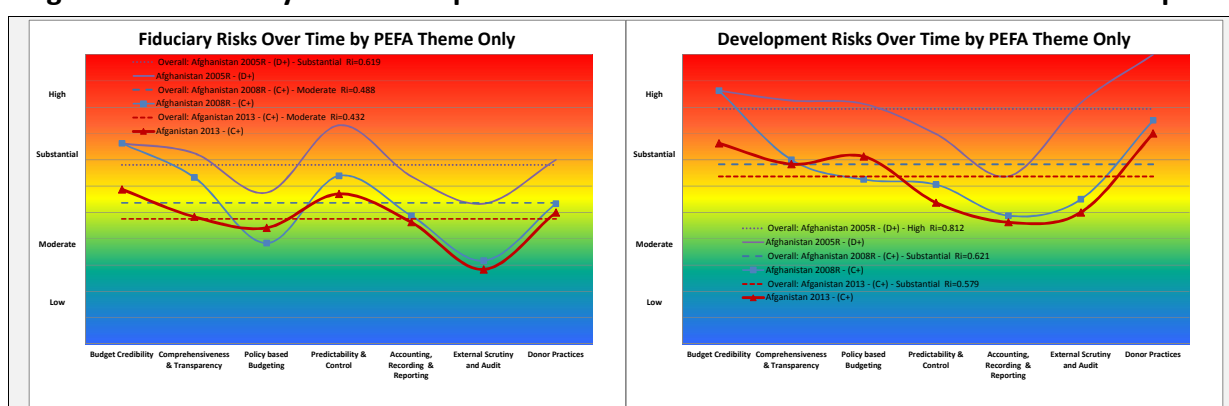 Fiduciary Risks Over Time by PEFA Theme Only
Overall: Afghanistan 2005R - (D+) - Substantial Ri=0.619
Afghanistan 2005R - (D+)
Overall: Afghanistan 2008R - (C+) - Moderate Ri=0.488
Afghanistan 2008R - (C+)
Overall: Afganistan 2013 - (C+) - Moderate Ri=0.432
Afganistan 2013 - (C+)
High
Substantial
Moderate
Low
Budget Credibility
Comprehensiveness
& Transparency
Policy based
Budgeting
Predictability &
Control
Accounting,
Recording &
Reporting
External Scrutiny
and Audit
Donor Practices
Development Risks Over Time by PEFA Theme Only
High
Substantial
Moderate
Low
Overall: Afghanistan 2005R - (D+) - High Ri=0.812
Afghanistan 2005R - (D+)
Overall: Afghanistan 2008R - (C+) - Substantial Ri=0.621
Afghanistan 2008R - (C+)
Overall: Afganistan 2013 - (C+) - Substantial Ri=0.579
Afganistan 2013 - (C+)
Budget Credibility
Comprehensiveness
& Transparency
Policy based
Budgeting
Predictability &
Control
Accounting,
Recording &
Reporting
External Scrutiny
and Audit
Donor Practices